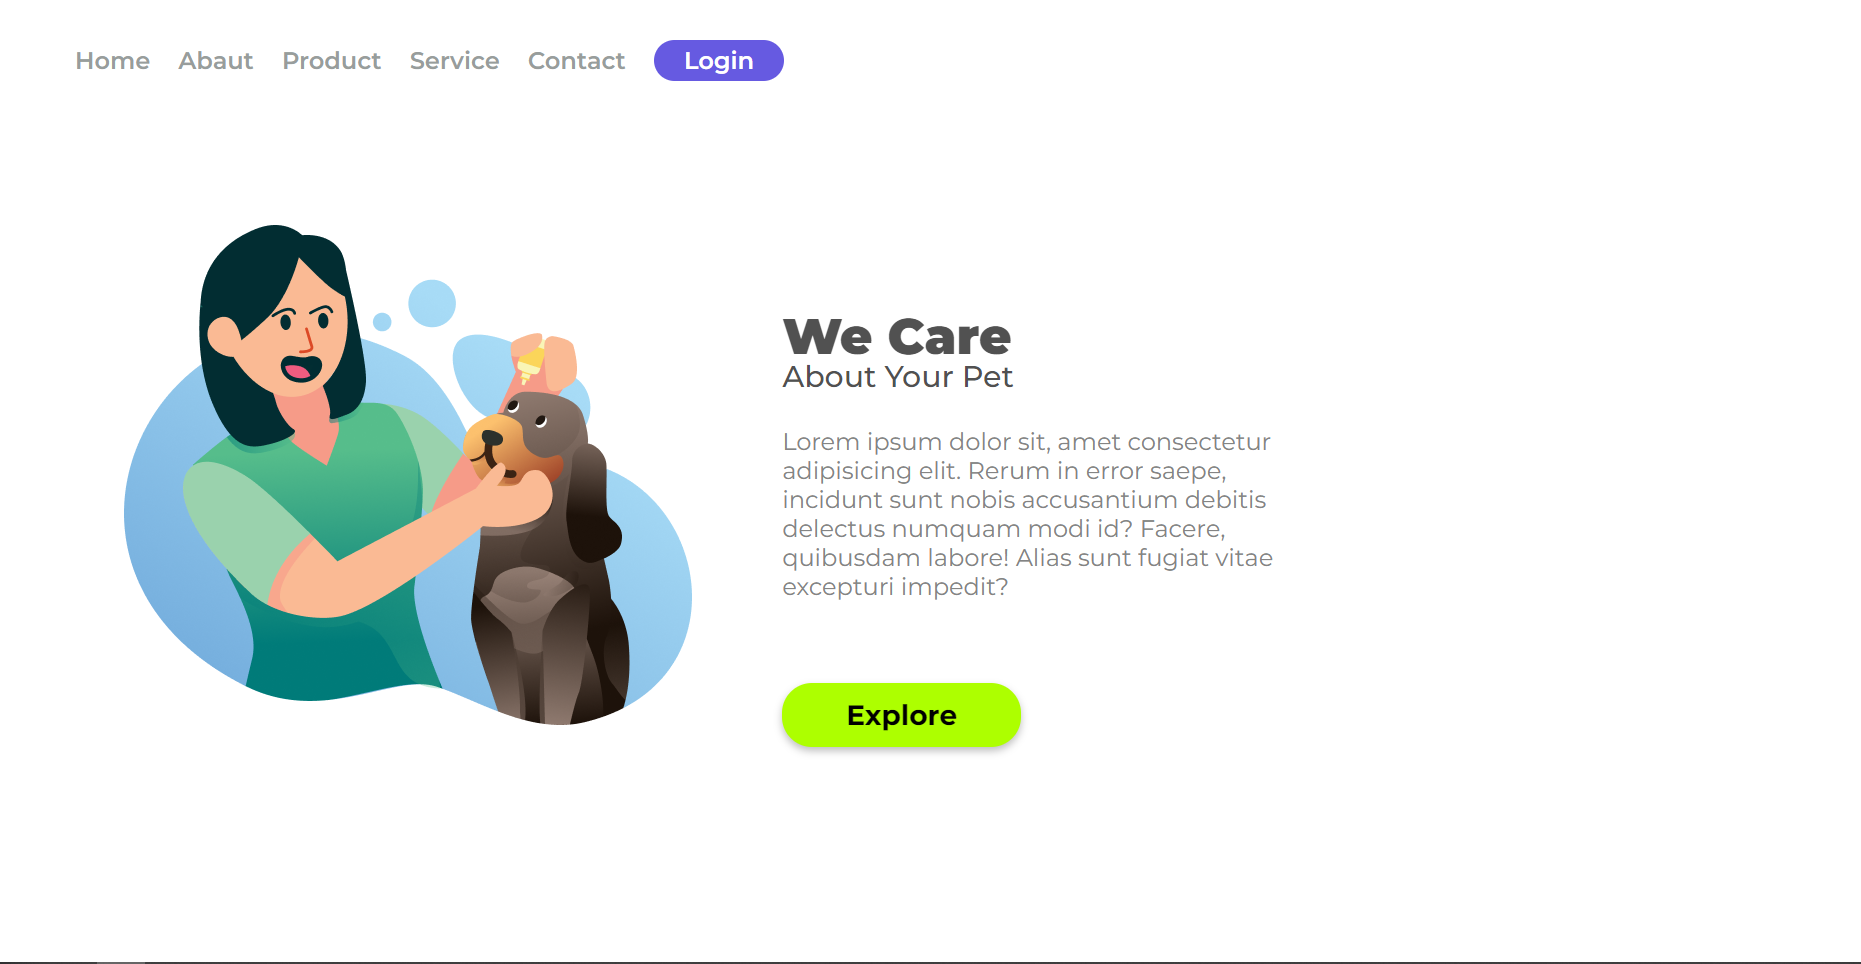 Home Abaut Product Service Contact Login
We Care
About Your Pet
Lorem ipsum dolor sit, amet consectetur
adipisicing elit. Rerum in error saepe,
incidunt sunt nobis accusantium debitis
delectus numquam modi id? Facere,
quibusdam labore! Alias sunt fugiat vitae
excepturi impedit?
Explore